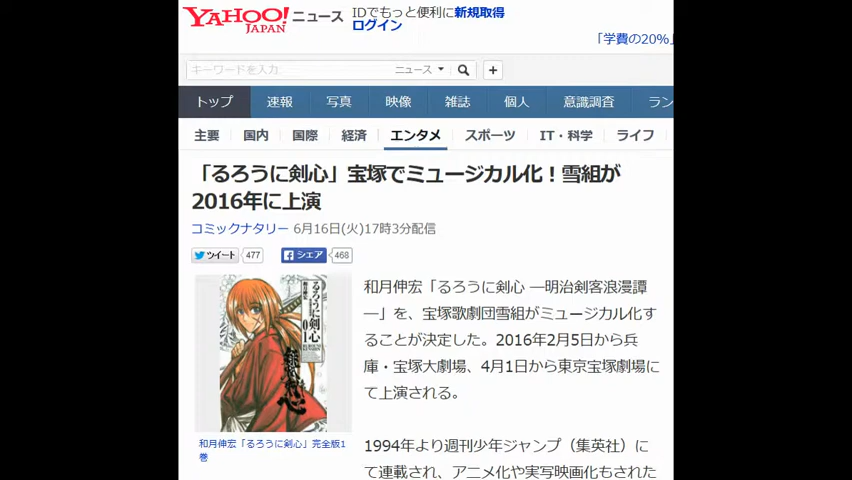 YAHOO! JAPAN ニュース
IDでもっと便利に新規取得
ログイン
「学費の20%」
キーワードを入力
ニュース
トップ 速報 写真 映像 雑誌 個人 意識調査 ラン
主要 国内 国際 経済 エンタメ スポーツ IT・科学 ライフ
「るろうに剣心」宝塚でミュージカル化！雪組が
2016年に上演
コミックナタリー 6月16日(火)17時3分配信
ツイート 477 シェア 468
るろうに剣心
01
和月伸宏「るろうに剣心」完全版1
巻
和月伸宏「るろうに剣心 ―明治剣客浪漫譚
―」を、宝塚歌劇団雪組がミュージカル化す
ることが決定した。2016年2月5日から兵
庫・宝塚大劇場、4月1日から東京宝塚劇場に
て上演される。
1994年より週刊少年ジャンプ（集英社）に
て連載され、アニメ化や実写映画化もされた